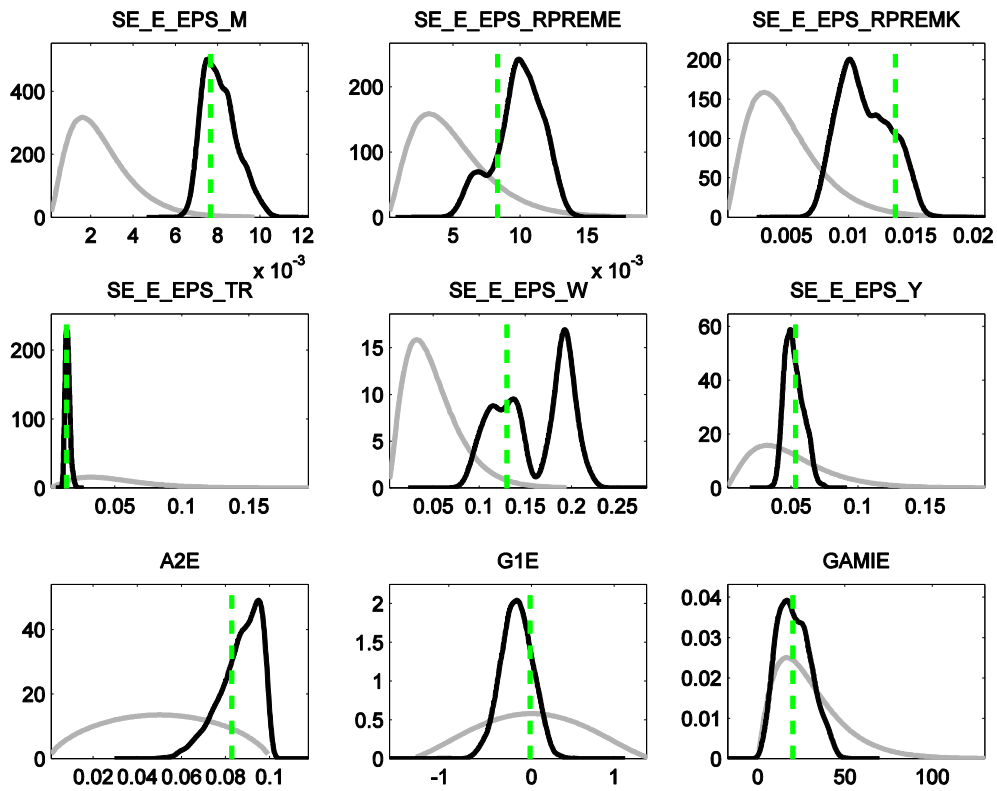 SE_E_EPS_M SE_E_EPS_RPREME SE_E_EPS_RPREMK
400
200
0
2 4 6 8 10 12
x 10^-3
200
100
0
5 10 15
x 10^-3
200
150
100
50
0
0.005 0.01 0.015 0.02
SE_E_EPS_TR SE_E_EPS_W SE_E_EPS_Y
200
100
0
0.05 0.1 0.15
15
10
5
0
0.05 0.1 0.15 0.2 0.25
60
40
20
0
0.05 0.1 0.15
A2E G1E GAMIE
40
20
0
0.02 0.04 0.06 0.08 0.1
2
1.5
1
0.5
0
-1 0 1
0.04
0.03
0.02
0.01
0
0 50 100